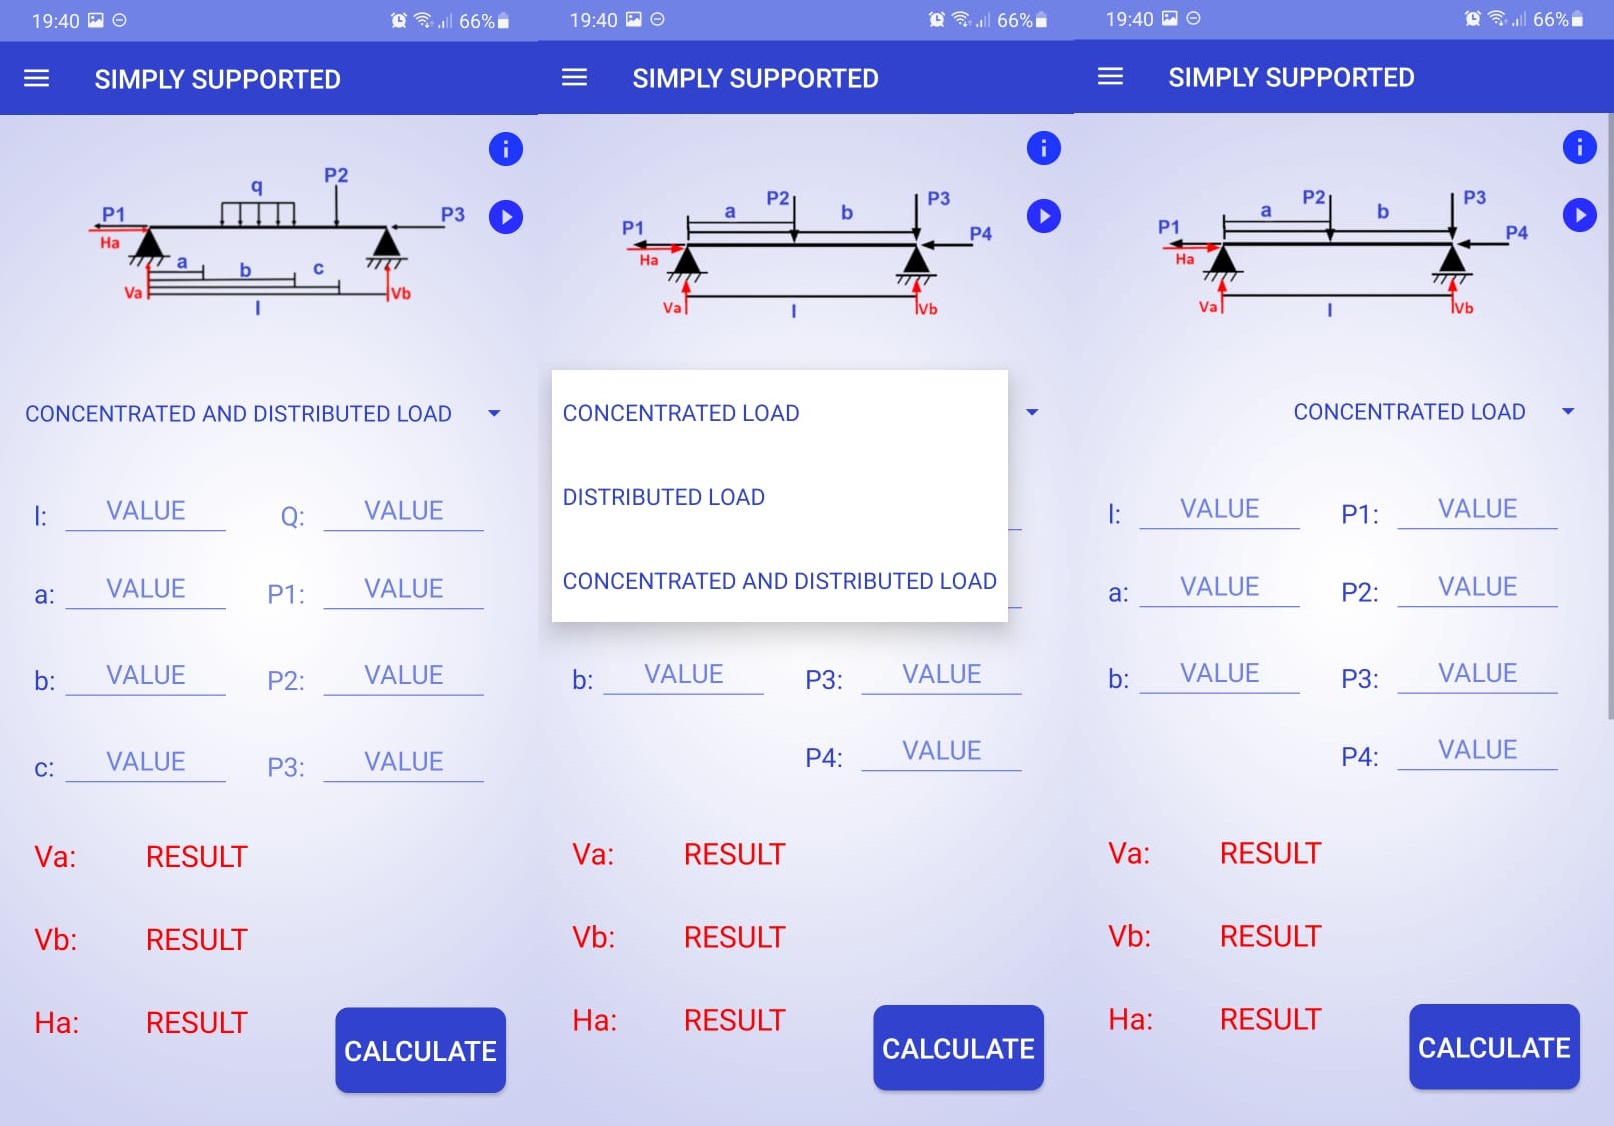 19:40 66%
SIMPLY SUPPORTED
P2
q
P1
P3
Ha
a
b
c
Va
Vb
l
CONCENTRATED AND DISTRIBUTED LOAD
l: VALUE Q: VALUE
a: VALUE P1: VALUE
b: VALUE P2: VALUE
c: VALUE P3: VALUE
Va: RESULT
Vb: RESULT
Ha: RESULT
CALCULATE
19:40 66%
SIMPLY SUPPORTED
P2 P3
a b
P1 P4
Ha
Va l Vb
CONCENTRATED LOAD
DISTRIBUTED LOAD
CONCENTRATED AND DISTRIBUTED LOAD
b: VALUE P3: VALUE
P4: VALUE
Va: RESULT
Vb: RESULT
Ha: RESULT
CALCULATE
19:40 66%
SIMPLY SUPPORTED
P2 P3
a b
P1 P4
Ha
Va l Vb
CONCENTRATED LOAD
l: VALUE P1: VALUE
a: VALUE P2: VALUE
b: VALUE P3: VALUE
P4: VALUE
Va: RESULT
Vb: RESULT
Ha: RESULT
CALCULATE